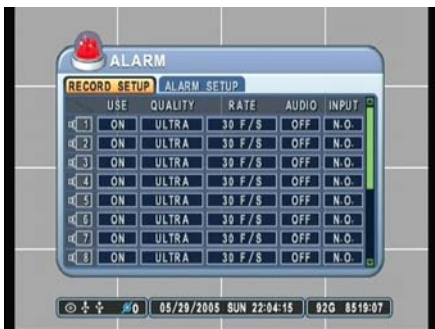 ALARM
RECORD SETUP ALARM SETUP
USE QUALITY RATE AUDIO INPUT
1 ON ULTRA 30 F/S OFF N.O.
2 ON ULTRA 30 F/S OFF N.O.
3 ON ULTRA 30 F/S OFF N.O.
4 ON ULTRA 30 F/S OFF N.O.
5 ON ULTRA 30 F/S OFF N.O.
6 ON ULTRA 30 F/S OFF N.O.
7 ON ULTRA 30 F/S OFF N.O.
8 ON ULTRA 30 F/S OFF N.O.
0 05/29/2005 SUN 22:04:15 92G 8519:07